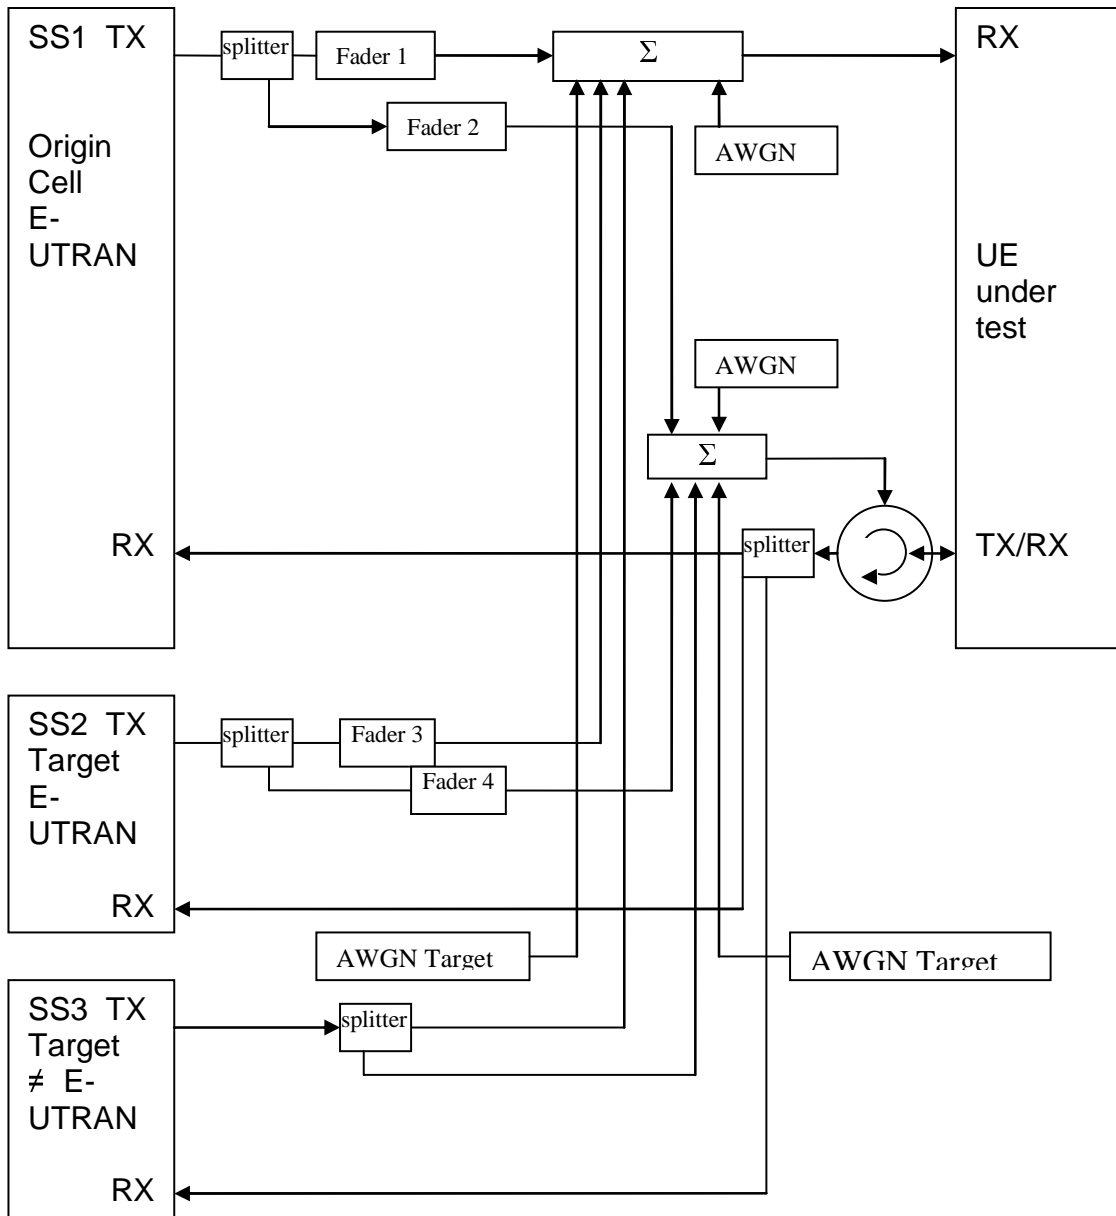 SS1 TX
Origin
Cell
E-
UTRAN
RX
splitter
Fader 1
Fader 2
Σ
AWGN
RX
UE
under
test
TX/RX
AWGN
Σ
splitter
SS2 TX
Target
E-
UTRAN
RX
splitter
Fader 3
Fader 4
AWGN Target
AWGN Target
SS3 TX
Target
≠ E-
UTRAN
RX
splitter